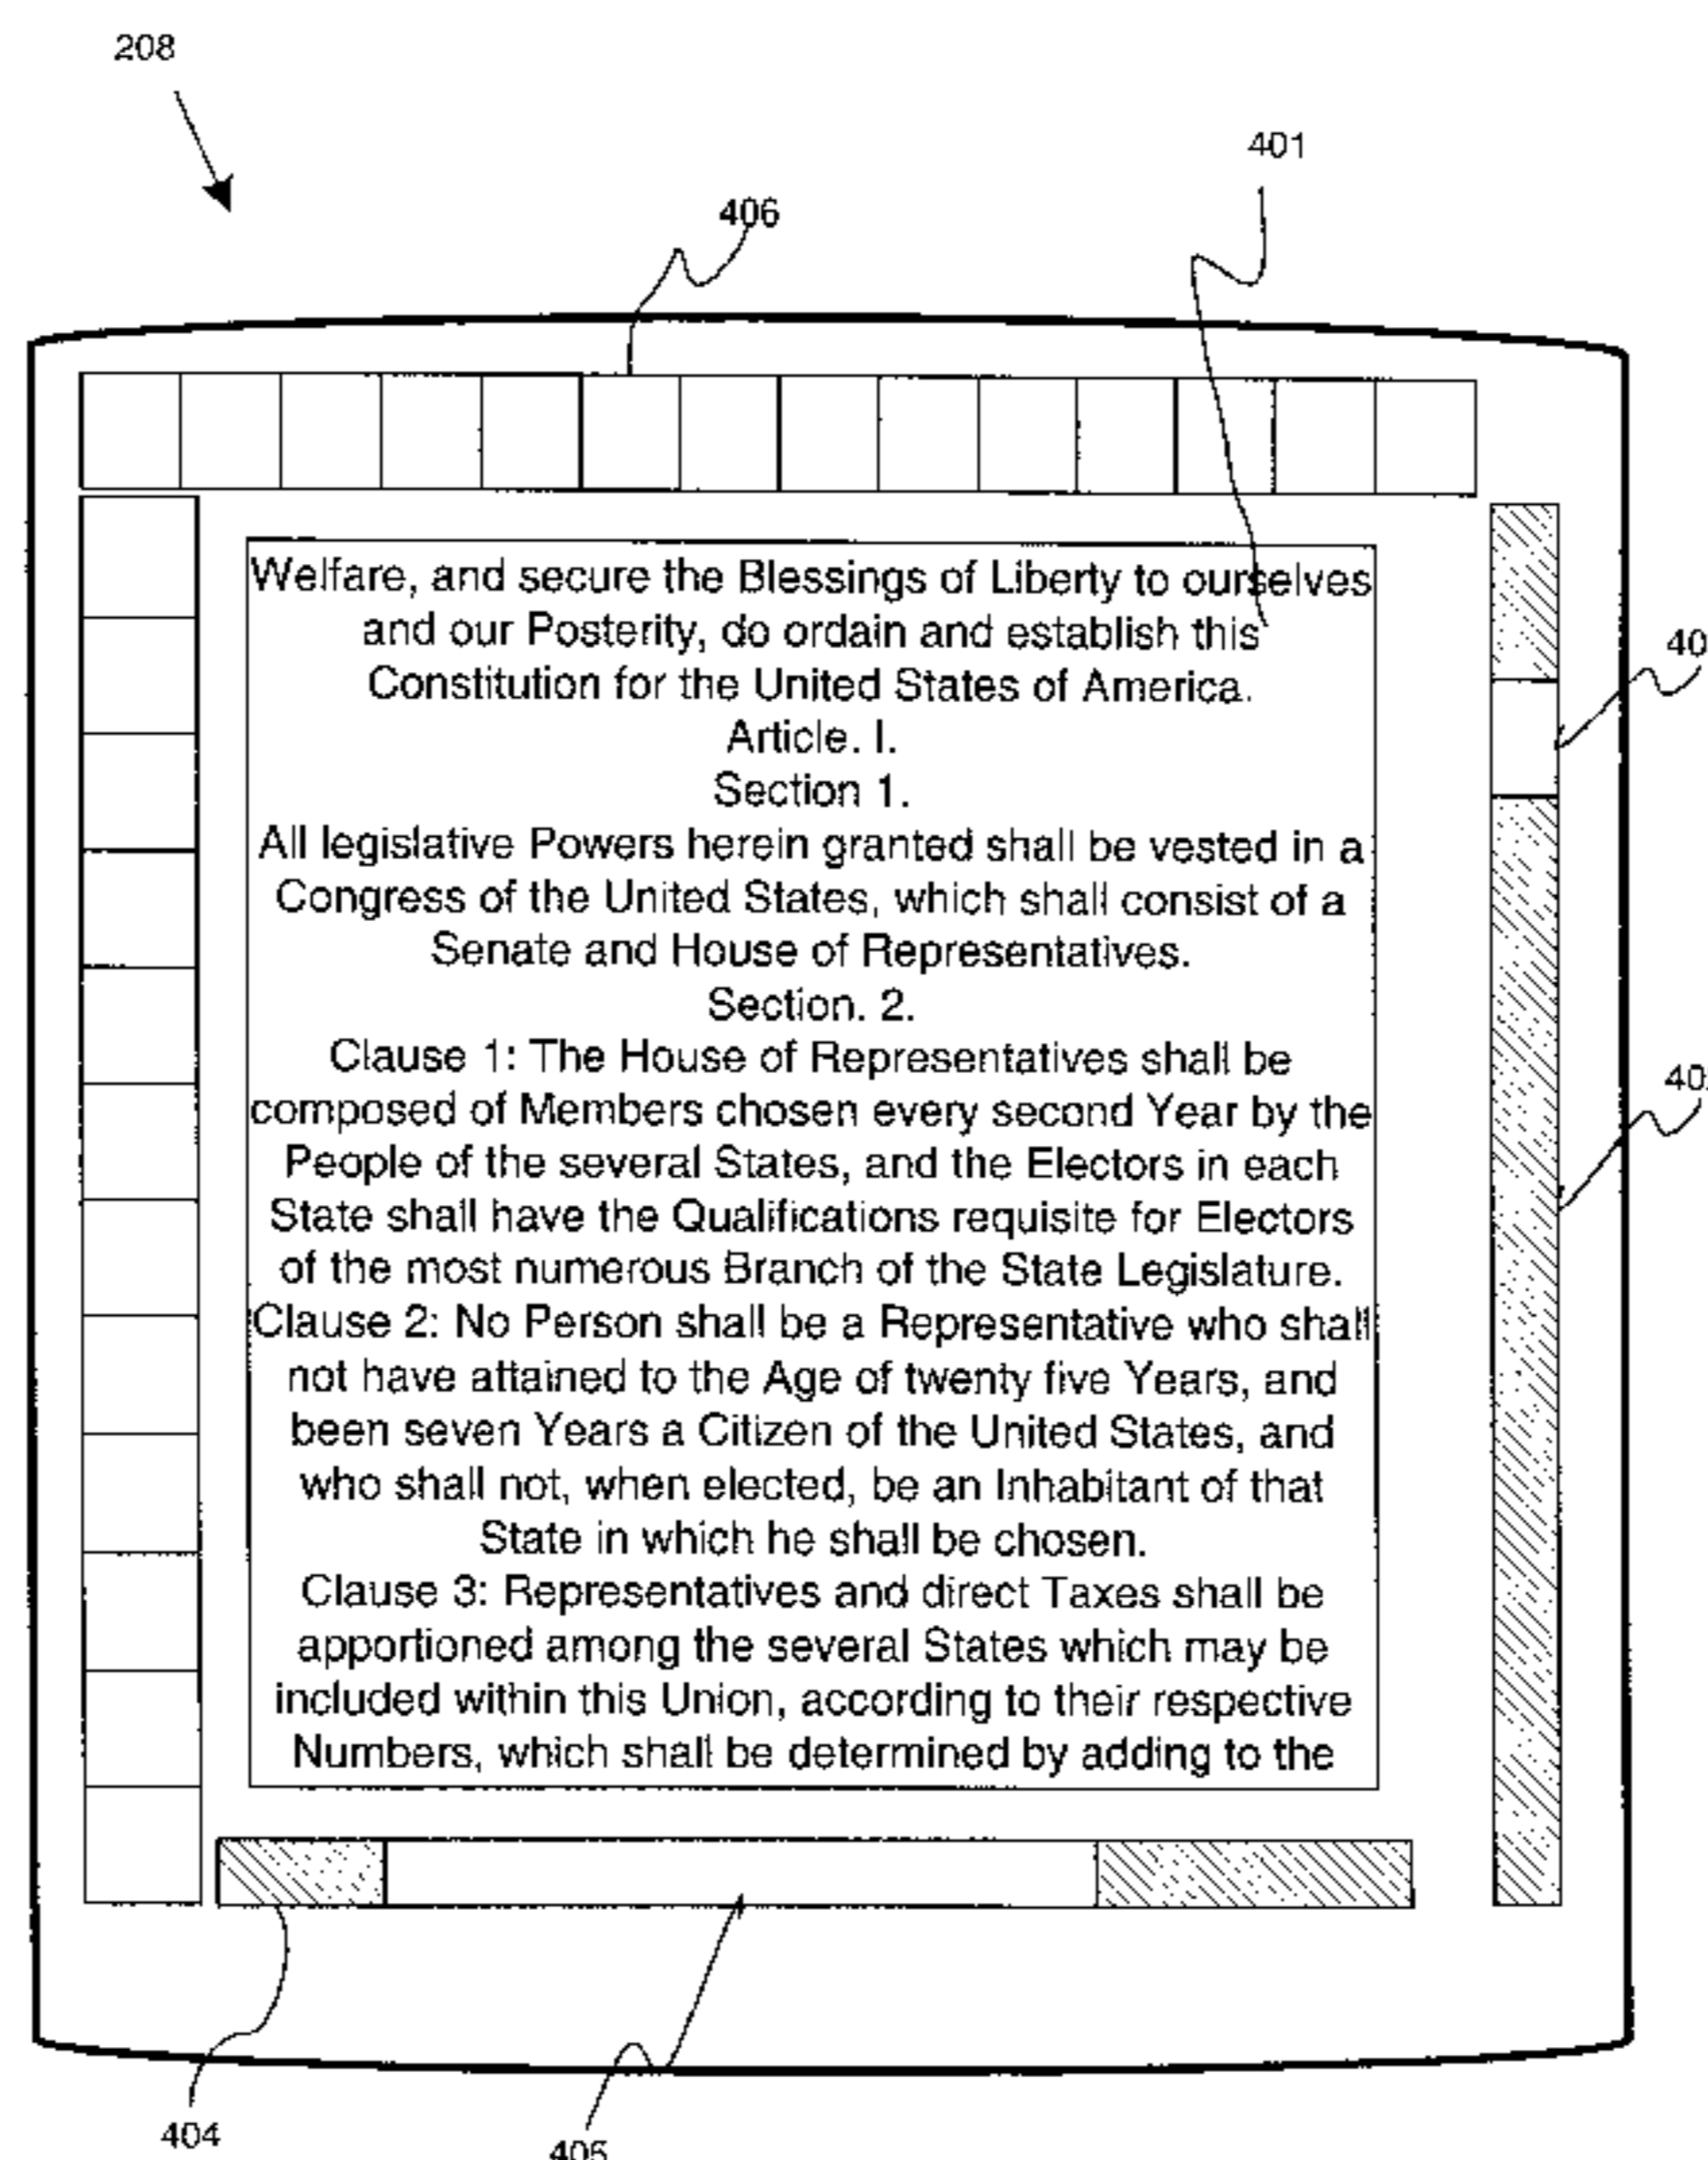 208
401
406
Welfare, and secure the Blessings of Liberty to ourselves
and our Posterity, do ordain and establish this
Constitution for the United States of America.
Article. I.
Section 1.
All legislative Powers herein granted shall be vested in a
Congress of the United States, which shall consist of a
Senate and House of Representatives.
Section. 2.
Clause 1: The House of Representatives shall be
composed of Members chosen every second Year by the
People of the several States, and the Electors in each
State shall have the Qualifications requisite for Electors
of the most numerous Branch of the State Legislature.
Clause 2: No Person shall be a Representative who shall
not have attained to the Age of twenty five Years, and
been seven Years a Citizen of the United States, and
who shall not, when elected, be an Inhabitant of that
State in which he shall be chosen.
Clause 3: Representatives and direct Taxes shall be
apportioned among the several States which may be
included within this Union, according to their respective
Numbers, which shall be determined by adding to the
404
405